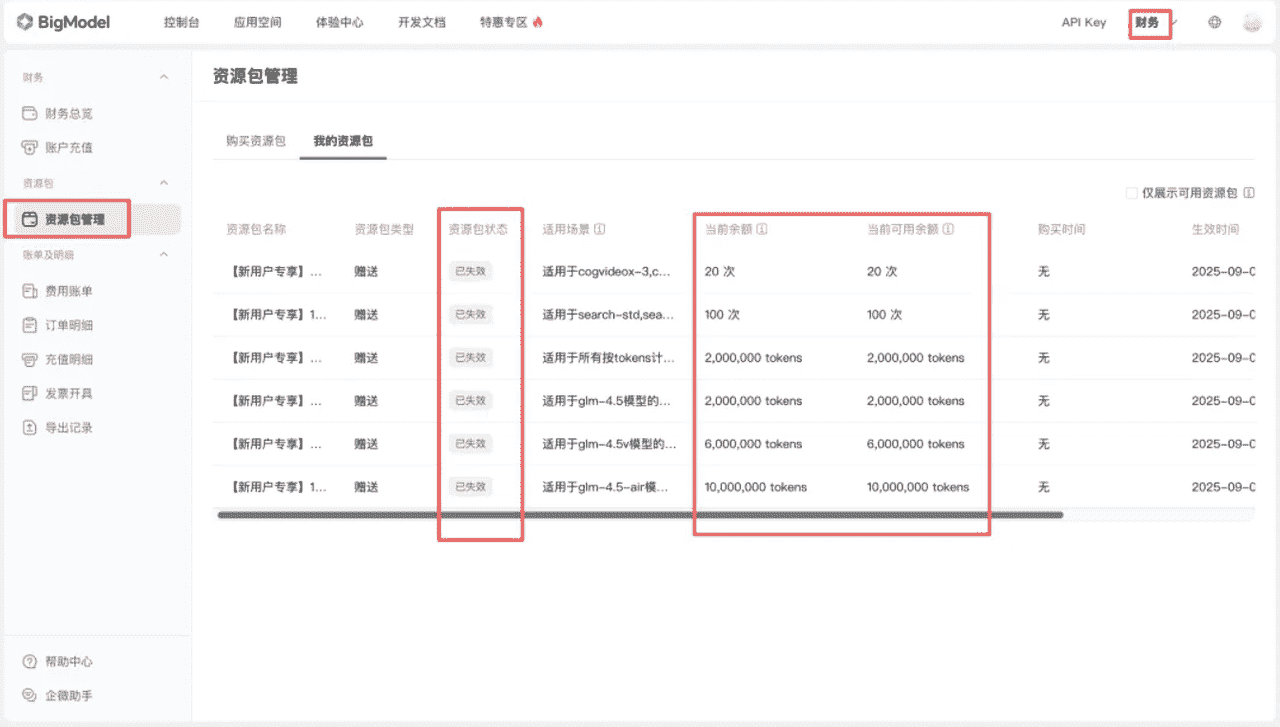 BigModel 控制台 应用空间 体验中心 开发文档 特惠专区 API Key 财务
财务
财务总览
账户充值
资源包
资源包管理
账单及明细
费用账单
订单明细
充值明细
发票开具
导出记录
帮助中心
企微助手
资源包管理
购买资源包 我的资源包
仅展示可用资源包
资源包名称 资源包类型 资源包状态 适用场景 当前余额 当前可用余额 购买时间 生效时间
【新用户专享】... 赠送 已失效 适用于cogvideox-3,c... 20 次 20 次 无 2025-09-0
【新用户专享】1... 赠送 已失效 适用于search-std,sea... 100 次 100 次 无 2025-09-0
【新用户专享】... 赠送 已失效 适用于所有按tokens计... 2,000,000 tokens 2,000,000 tokens 无 2025-09-0
【新用户专享】... 赠送 已失效 适用于glm-4.5模型的... 2,000,000 tokens 2,000,000 tokens 无 2025-09-0
【新用户专享】... 赠送 已失效 适用于glm-4.5v模型的... 6,000,000 tokens 6,000,000 tokens 无 2025-09-0
【新用户专享】1... 赠送 已失效 适用于glm-4.5-air模... 10,000,000 tokens 10,000,000 tokens 无 2025-09-0